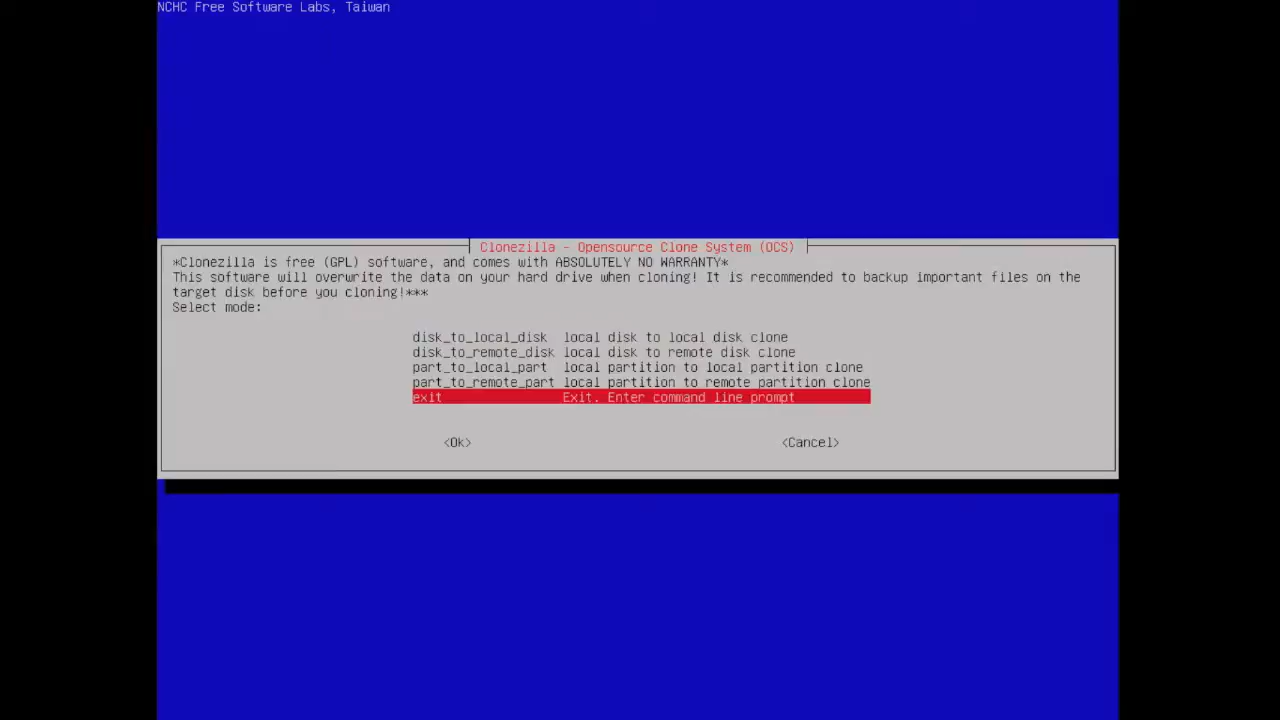 NCHC Free Software Labs, Taiwan
Clonezilla - Opensource Clone System (OCS)
*Clonezilla is free (GPL) software, and comes with ABSOLUTELY NO WARRANTY*
This software will overwrite the data on your hard drive when cloning! It is recommended to backup important files on the
target disk before you cloning!***
Select mode:
disk_to_local_disk local disk to local disk clone
disk_to_remote_disk local disk to remote disk clone
part_to_local_part local partition to local partition clone
part_to_remote_part local partition to remote partition clone
exit Exit. Enter command line prompt
<Ok> <Cancel>